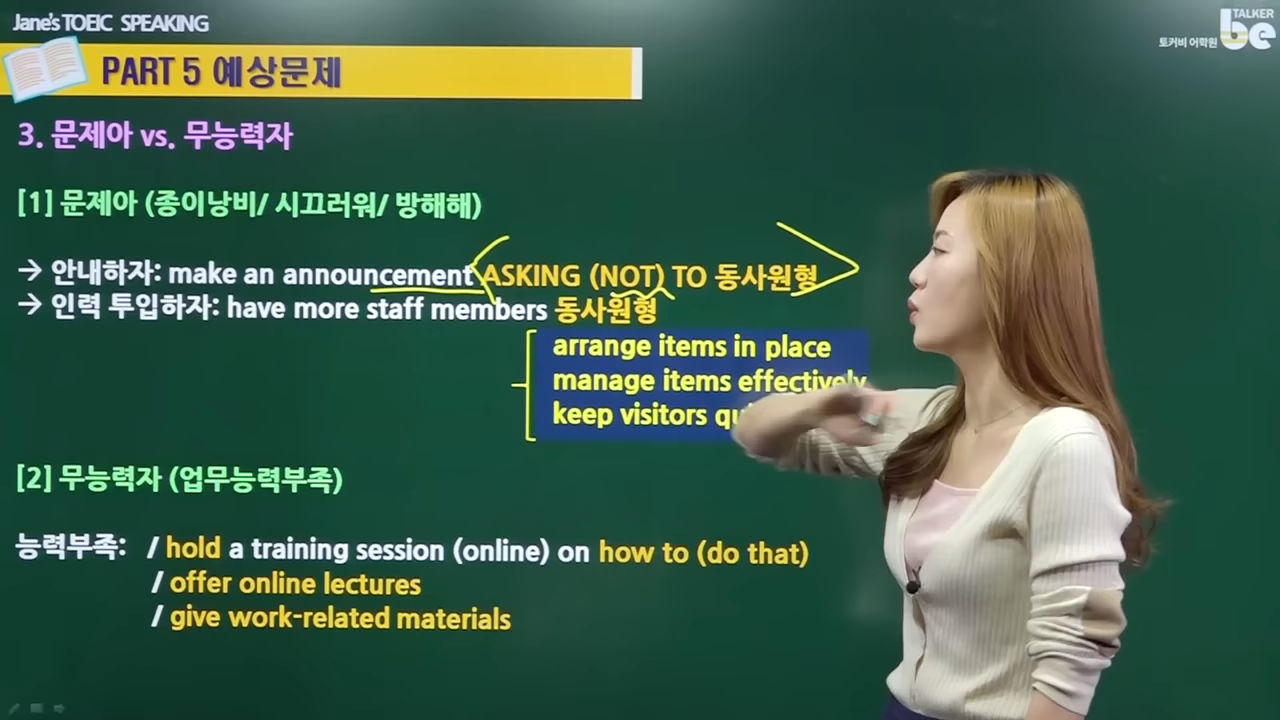 Jane's TOEIC SPEAKING
TALKER
be
토커비 어학원
PART 5 예상문제
3. 문제아 vs. 무능력자
[1] 문제아 (종이낭비/ 시끄러워/ 방해해)
→ 안내하자: make an announcement ASKING (NOT) TO 동사원형
→ 인력 투입하자: have more staff members 동사원형
arrange items in place
manage items effectively
keep visitors
[2] 무능력자 (업무능력부족)
능력부족: / hold a training session (online) on how to (do that)
/ offer online lectures
/ give work-related materials